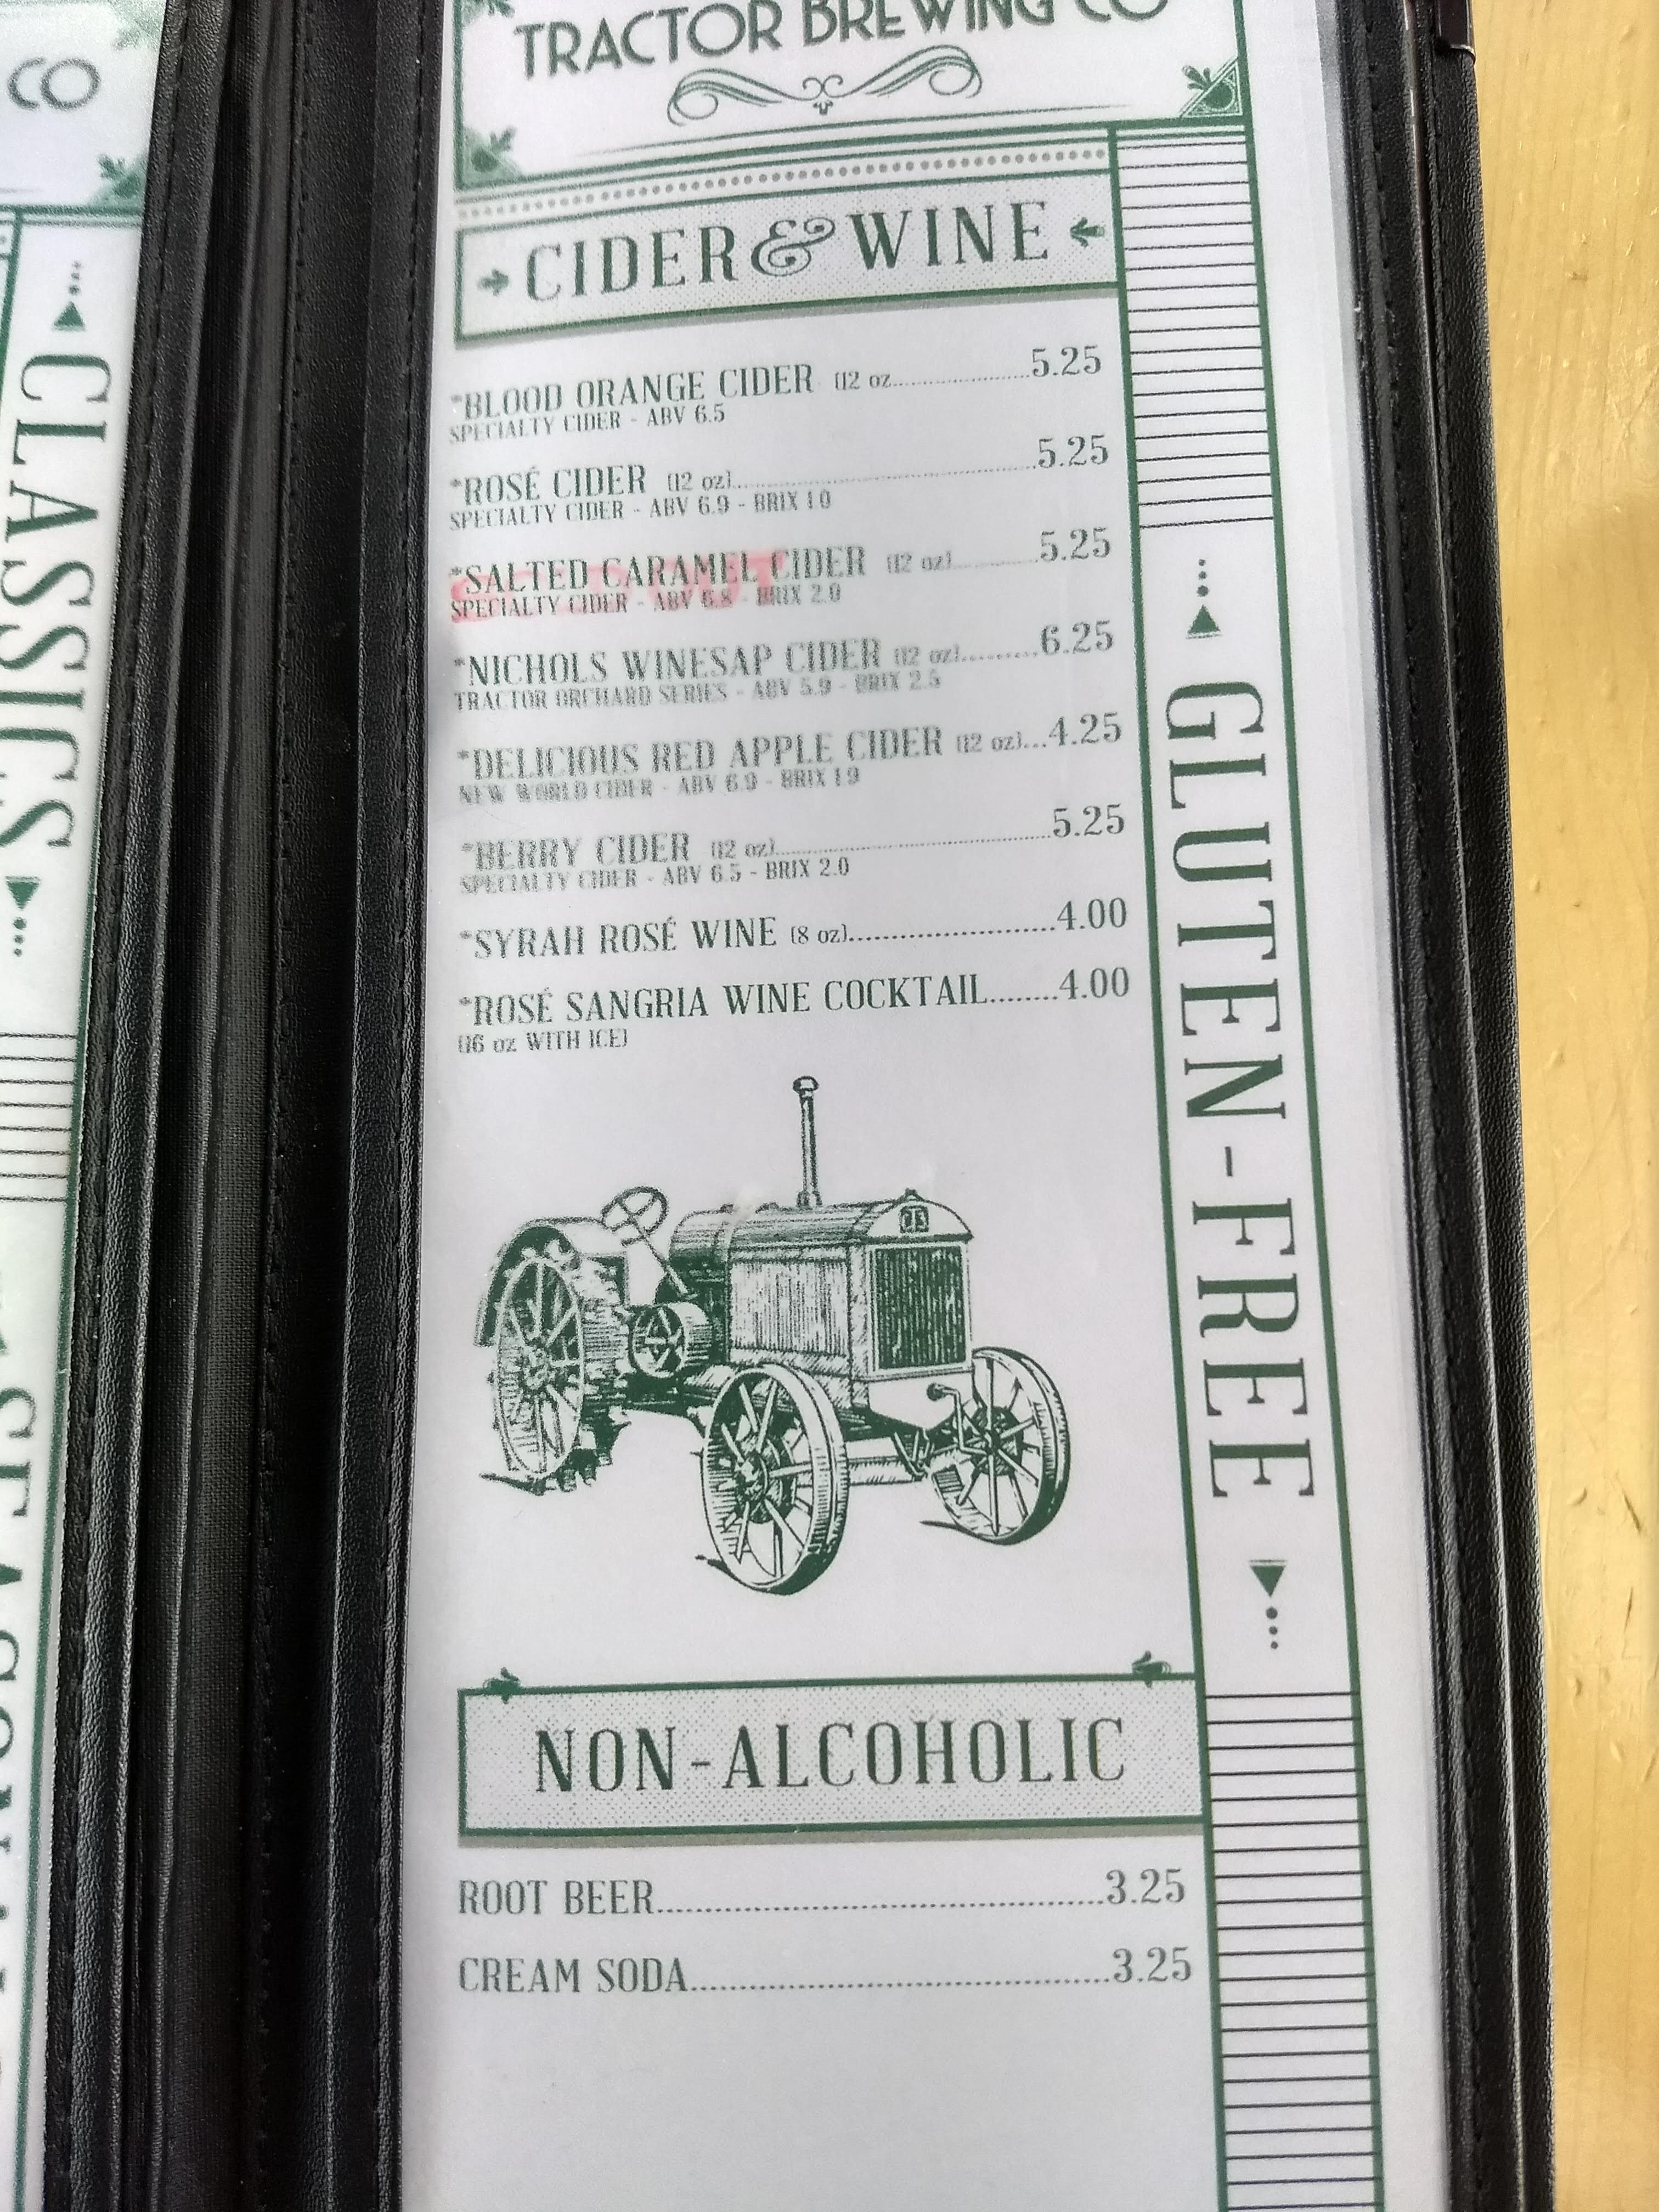 CO
CLASSICS
TRACTOR BREWING CO
CIDER & WINE
*BLOOD ORANGE CIDER (12 oz..............................5.25
SPECIALTY CIDER - ABV 6.5
*ROSÉ CIDER (12 oz)..............................5.25
SPECIALTY CIDER - ABV 6.9 - BRIX 1.0
*SALTED CARAMEL CIDER (12 oz)..............5.25
SPECIALTY CIDER - ABV 6.8 - BRIX 2.0
*NICHOLS WINESAP CIDER (12 oz).........6.25
TRACTOR ORCHARD SERIES - ABV 5.9 - BRIX 2.5
*DELICIOUS RED APPLE CIDER (12 oz)...4.25
NEW WORLD CIDER - ABV 6.9 - BRIX 1.9
*BERRY CIDER (12 oz)..............................5.25
SPECIALTY CIDER - ABV 6.5 - BRIX 2.0
*SYRAH ROSÉ WINE (8 oz)..........................4.00
*ROSÉ SANGRIA WINE COCKTAIL........4.00
(16 oz WITH ICE)
GLUTEN-FREE
NON-ALCOHOLIC
ROOT BEER..............................3.25
CREAM SODA..............................3.25